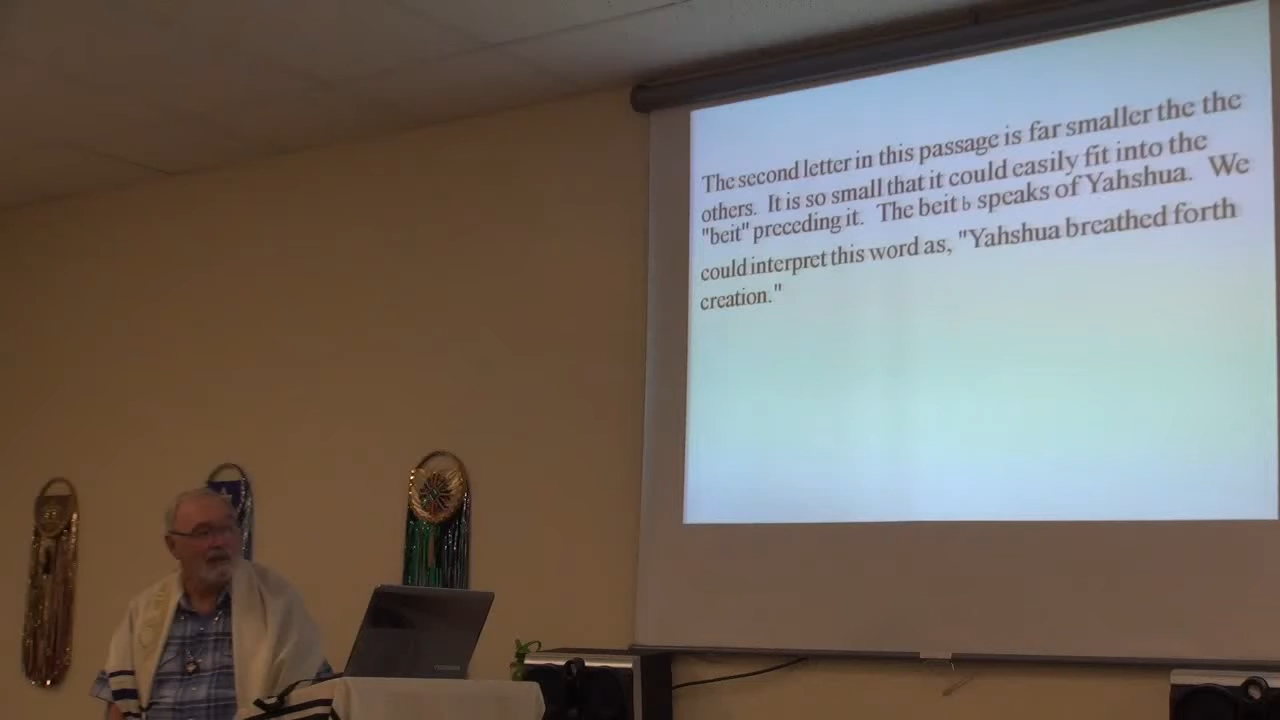 The second letter in this passage is far smaller the the
others. It is so small that it could easily fit into the
"beit" preceding it. The beit b speaks of Yahshua. We
could interpret this word as, "Yahshua breathed forth
creation."